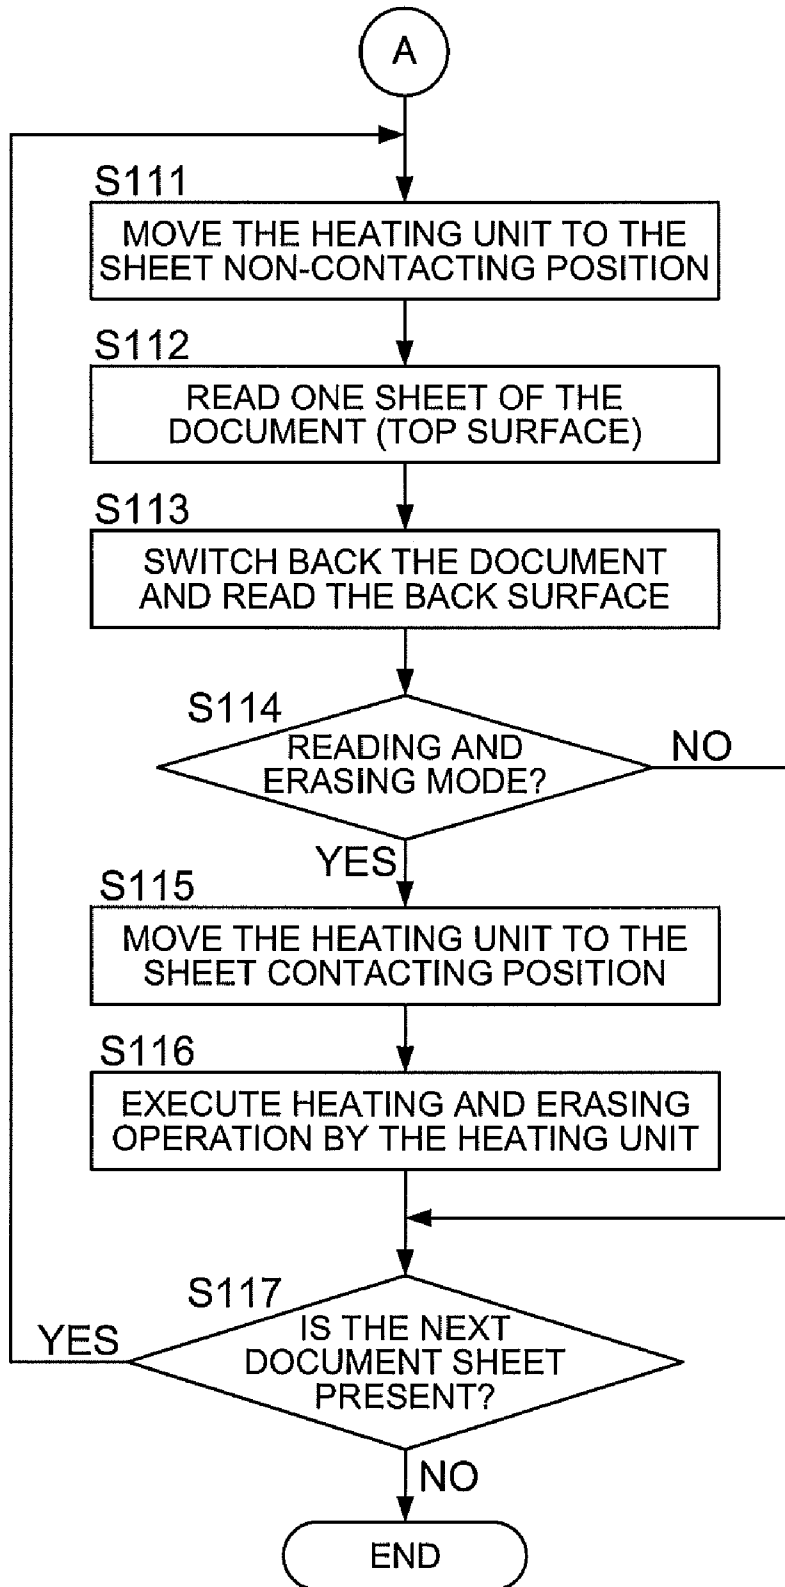 A
S111
MOVE THE HEATING UNIT TO THE
SHEET NON-CONTACTING POSITION
S112
READ ONE SHEET OF THE
DOCUMENT (TOP SURFACE)
S113
SWITCH BACK THE DOCUMENT
AND READ THE BACK SURFACE
S114
READING AND
ERASING MODE?
NO
YES
S115
MOVE THE HEATING UNIT TO THE
SHEET CONTACTING POSITION
S116
EXECUTE HEATING AND ERASING
OPERATION BY THE HEATING UNIT
S117
YES
IS THE NEXT
DOCUMENT SHEET
PRESENT?
NO
END